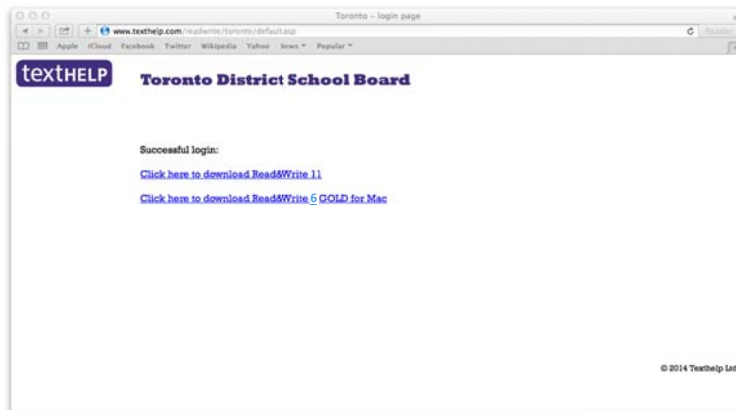 Toronto – login page
www.texthelp.com/readwrite/toronto/default.asp
Reader
Apple iCloud Facebook Twitter Wikipedia Yahoo News Popular
textHELP
Toronto District School Board
Successful login:
Click here to download Read&Write 11
Click here to download Read&Write 6 GOLD for Mac
© 2014 Texthelp Ltd